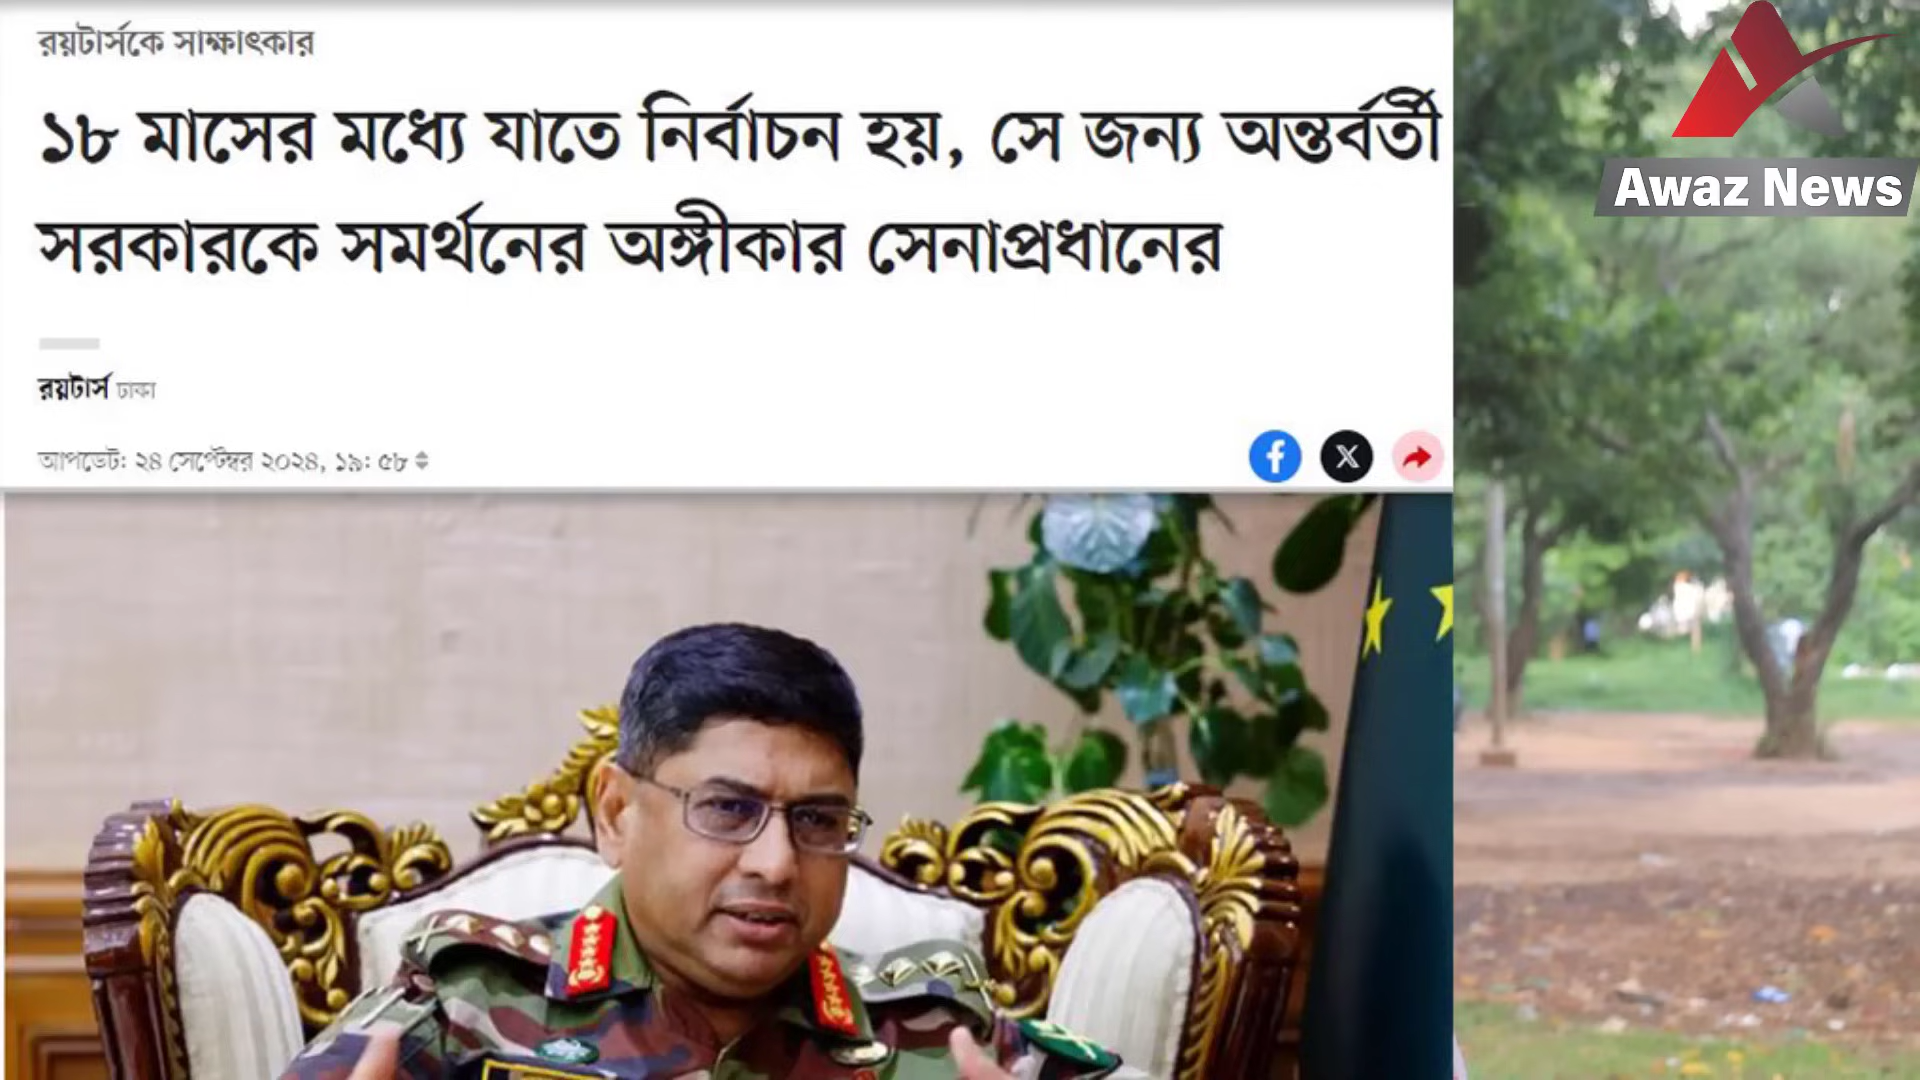 রয়টার্সকে সাক্ষাৎকার
১৮ মাসের মধ্যে যাতে নির্বাচন হয়, সে জন্য অন্তর্বর্তী
সরকারকে সমর্থনের অঙ্গীকার সেনাপ্রধানের
রয়টার্স ঢাকা
আপডেট: ২৪ সেপ্টেম্বর ২০২৪, ১৯: ৫৮
Awaz News